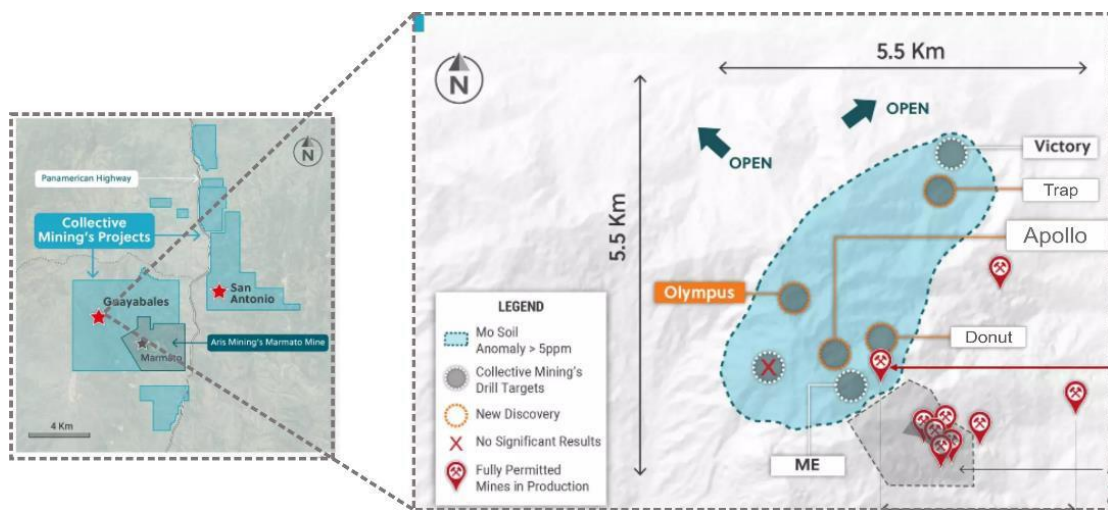 N
Panamerican Highway
Collective
Mining's Projects
Guayabales
San
Antonio
Aris Mining's Marmato Mine
Marmato
4 Km
N
5.5 Km
5.5 Km
OPEN
OPEN
Victory
Trap
Apollo
Olympus
Donut
ME
LEGEND
Mo Soil
Anomaly > 5ppm
Collective Mining's
Drill Targets
New Discovery
No Significant Results
Fully Permitted
Mines in Production